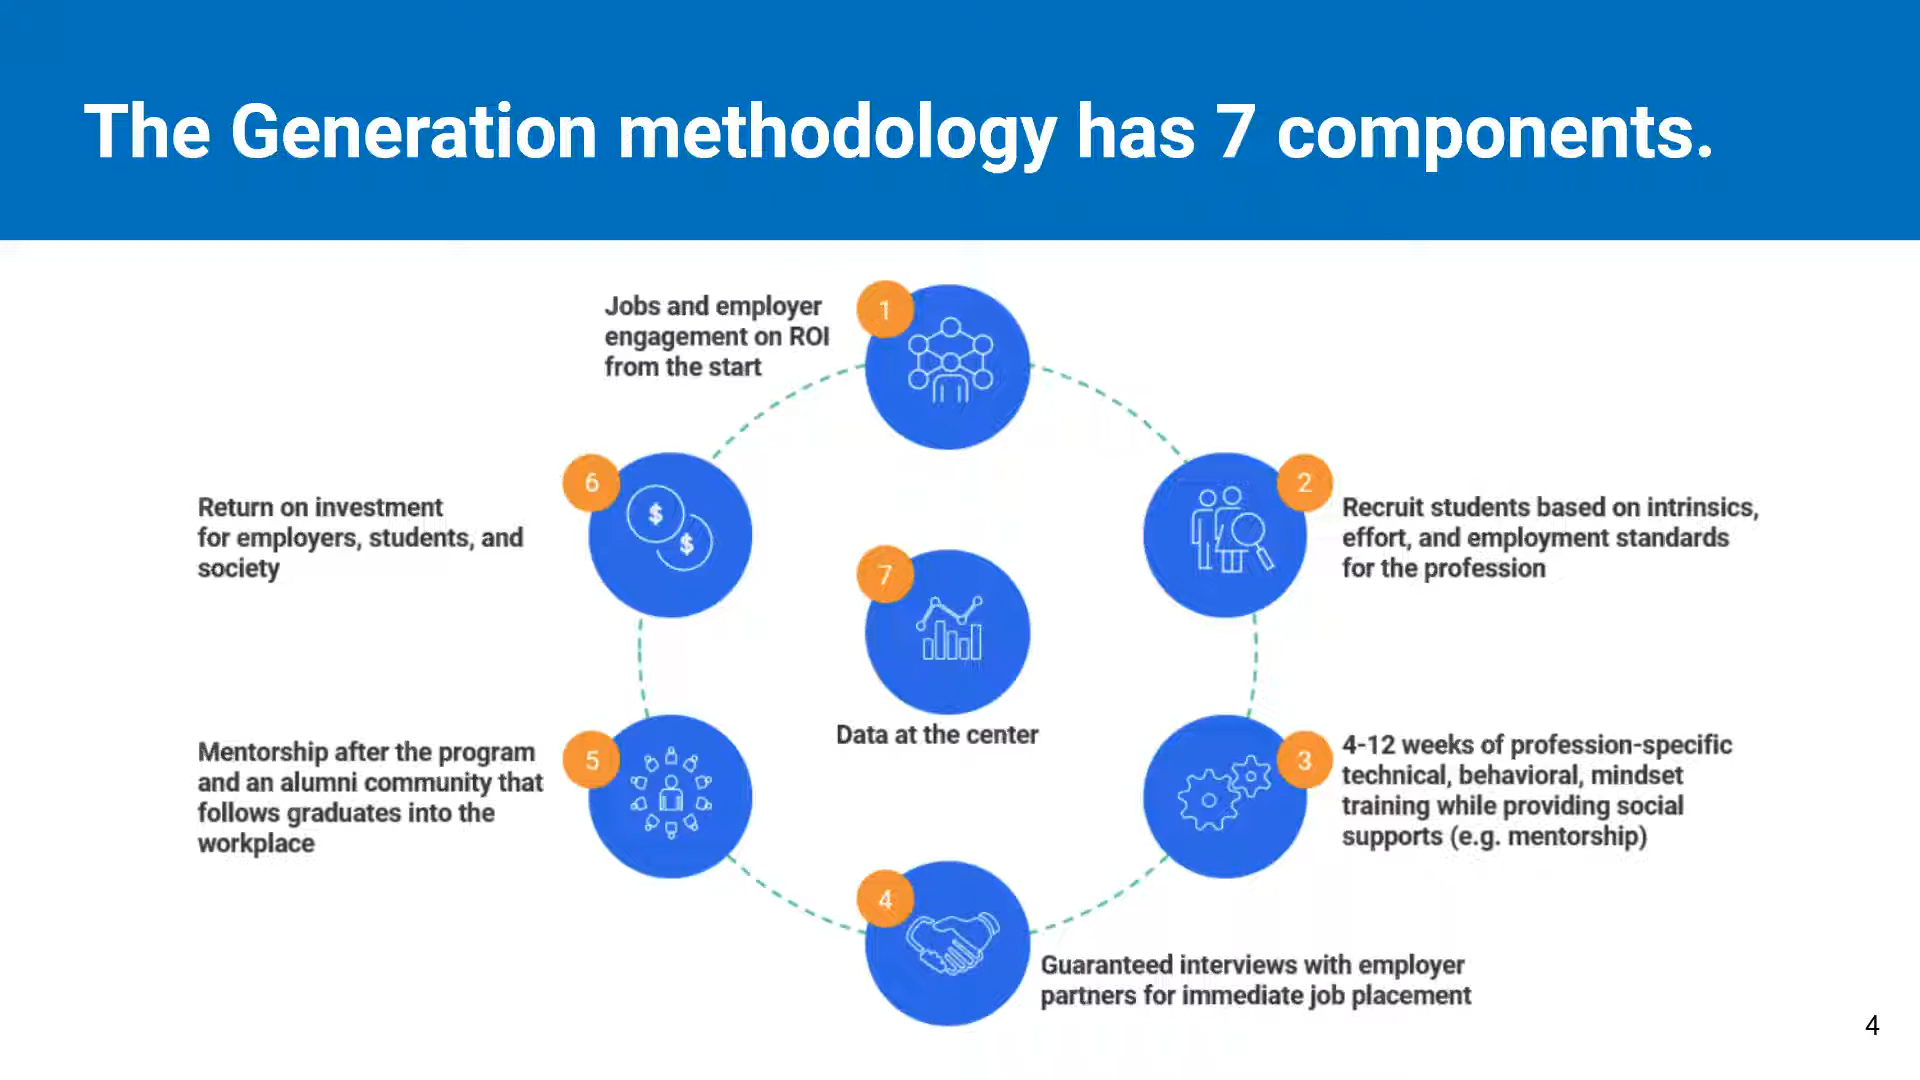 The Generation methodology has 7 components.
1
Jobs and employer
engagement on ROI
from the start
2
Recruit students based on intrinsics,
effort, and employment standards
for the profession
3
4-12 weeks of profession-specific
technical, behavioral, mindset
training while providing social
supports (e.g. mentorship)
4
Guaranteed interviews with employer
partners for immediate job placement
5
Mentorship after the program
and an alumni community that
follows graduates into the
workplace
6
$
$
Return on investment
for employers, students, and
society
7
Data at the center
4